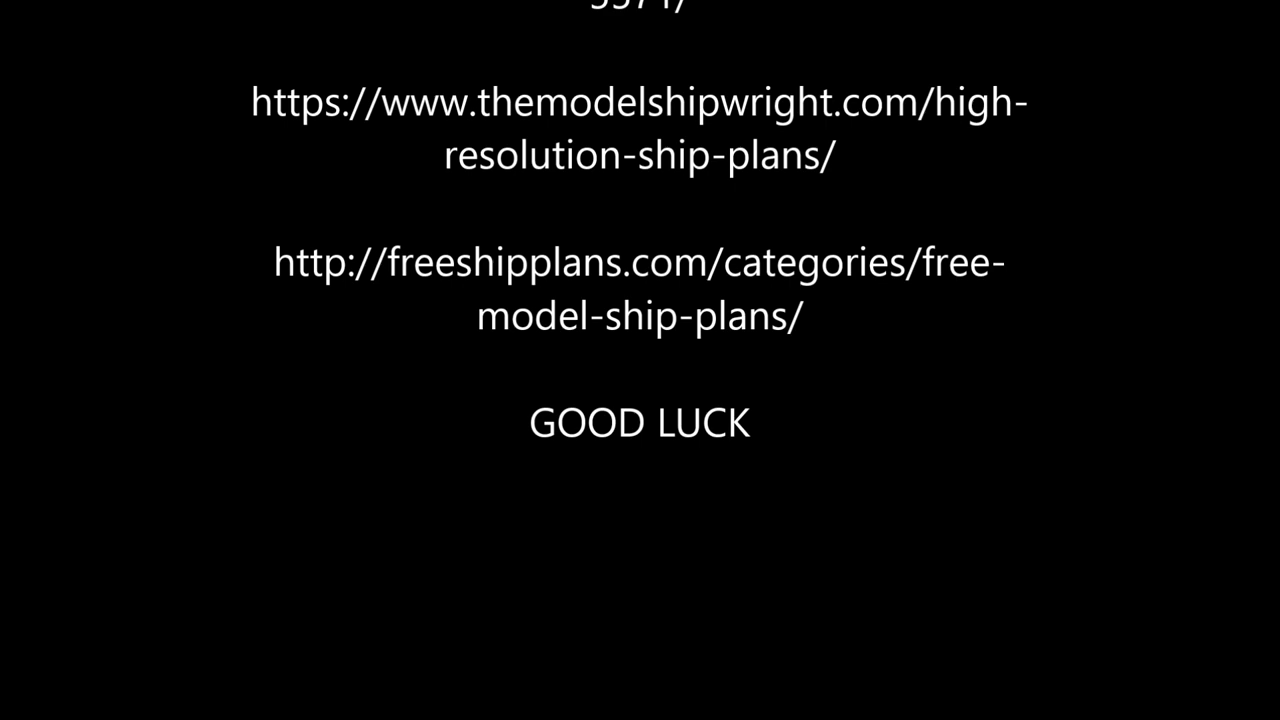 https://www.themodelshipwright.com/high-
resolution-ship-plans/
http://freeshipplans.com/categories/free-
model-ship-plans/
GOOD LUCK